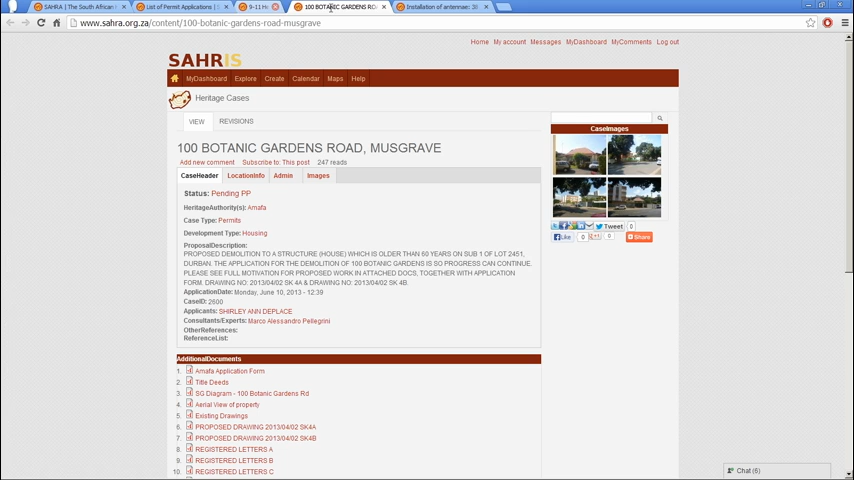 SAHRA | The South African
List of Permit Applications | S
9-11 H
100 BOTANIC GARDENS RO
Installation of antennae: 3
www.sahra.org.za/content/100-botanic-gardens-road-musgrave
Home My account Messages MyDashboard MyComments Log out
SAHRIS
MyDashboard Explore Create Calendar Maps Help
Heritage Cases
VIEW REVISIONS
CaseImages
100 BOTANIC GARDENS ROAD, MUSGRAVE
Add new comment Subscribe to: This post 247 reads
CaseHeader LocationInfo Admin Images
Status: Pending PP
HeritageAuthority(s): Amafa
Case Type: Permits
Tweet 0
Development Type: Housing
Like 0 +1 0 Share
ProposalDescription:
PROPOSED DEMOLITION TO A STRUCTURE (HOUSE) WHICH IS OLDER THAN 60 YEARS ON SUB 1 OF LOT 2451,
DURBAN. THE APPLICATION FOR THE DEMOLITION OF 100 BOTANIC GARDENS IS SO PROGRESS CAN CONTINUE.
PLEASE SEE FULL MOTIVATION FOR PROPOSED WORK IN ATTACHED DOCS, TOGETHER WITH APPLICATION
FORM. DRAWING NO: 2013/04/02 SK 4A & DRAWING NO: 2013/04/02 SK 4B.
ApplicationDate: Monday, June 10, 2013 - 12:39
CaseID: 2600
Applicants: SHIRLEY ANN DEPLACE
Consultants/Experts: Marco Alessandro Pellegrini
OtherReferences:
ReferenceList:
AdditionalDocuments
1. Amafa Application Form
2. Title Deeds
3. SG Diagram - 100 Botanic Gardens Rd
4. Aerial View of property
5. Existing Drawings
6. PROPOSED DRAWING 2013/04/02 SK4A
7. PROPOSED DRAWING 2013/04/02 SK4B
8. REGISTERED LETTERS A
9. REGISTERED LETTERS B
10. REGISTERED LETTERS C
Chat (6)